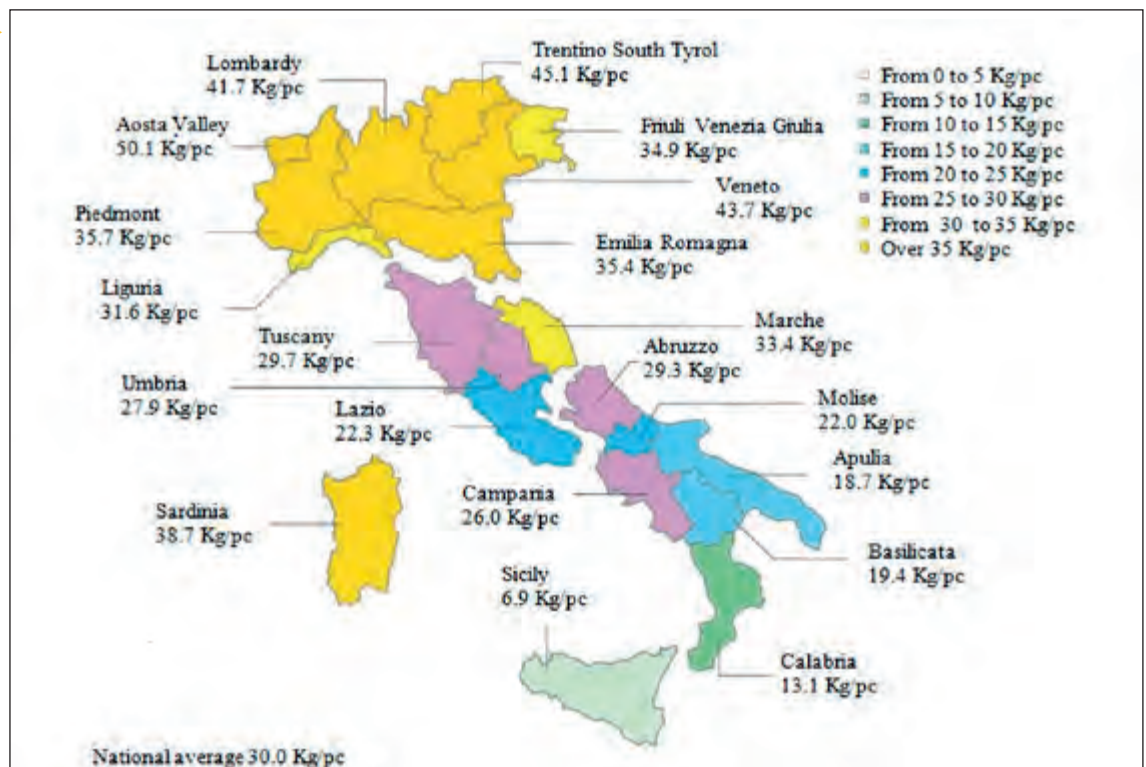 Trentino South Tyrol
45.1 Kg/pc
Lombardy
41.7 Kg/pc
Aosta Valley
50.1 Kg/pc
Friuli Venezia Giulia
34.9 Kg/pc
Veneto
43.7 Kg/pc
Piedmont
35.7 Kg/pc
Emilia Romagna
35.4 Kg/pc
Liguria
31.6 Kg/pc
Marche
33.4 Kg/pc
Tuscany
29.7 Kg/pc
Abruzzo
29.3 Kg/pc
Umbria
27.9 Kg/pc
Molise
22.0 Kg/pc
Lazio
22.3 Kg/pc
Apulia
18.7 Kg/pc
Campania
26.0 Kg/pc
Sardinia
38.7 Kg/pc
Basilicata
19.4 Kg/pc
Sicily
6.9 Kg/pc
Calabria
13.1 Kg/pc
From 0 to 5 Kg/pc
From 5 to 10 Kg/pc
From 10 to 15 Kg/pc
From 15 to 20 Kg/pc
From 20 to 25 Kg/pc
From 25 to 30 Kg/pc
From 30 to 35 Kg/pc
Over 35 Kg/pc
National average 30.0 Kg/pc